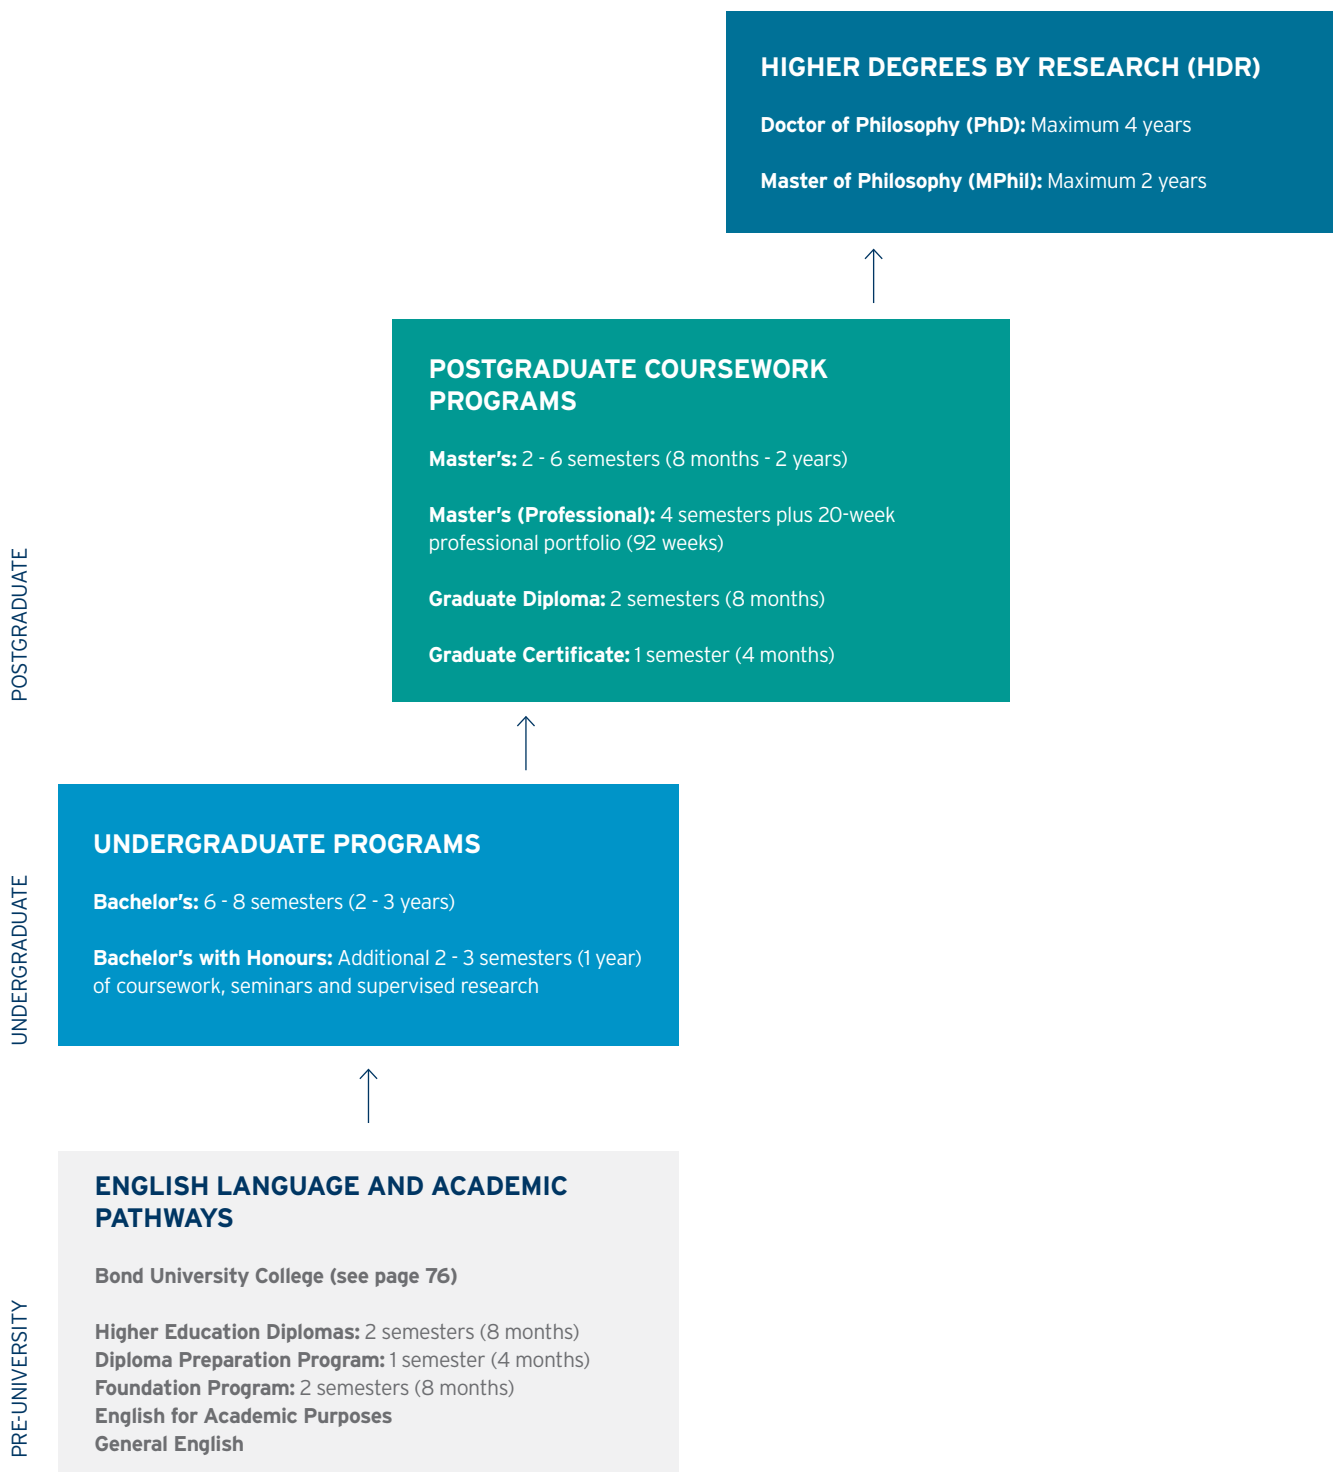 HIGHER DEGREES BY RESEARCH (HDR)
Doctor of Philosophy (PhD): Maximum 4 years
Master of Philosophy (MPhil): Maximum 2 years
POSTGRADUATE COURSEWORK
PROGRAMS
Master's: 2 - 6 semesters (8 months - 2 years)
Master's (Professional): 4 semesters plus 20-week
professional portfolio (92 weeks)
Graduate Diploma: 2 semesters (8 months)
Graduate Certificate: 1 semester (4 months)
POSTGRADUATE
UNDERGRADUATE PROGRAMS
Bachelor's: 6 - 8 semesters (2 - 3 years)
Bachelor's with Honours: Additional 2 - 3 semesters (1 year)
of coursework, seminars and supervised research
UNDERGRADUATE
ENGLISH LANGUAGE AND ACADEMIC
PATHWAYS
Bond University College (see page 76)
Higher Education Diplomas: 2 semesters (8 months)
Diploma Preparation Program: 1 semester (4 months)
Foundation Program: 2 semesters (8 months)
English for Academic Purposes
General English
PRE-UNIVERSITY